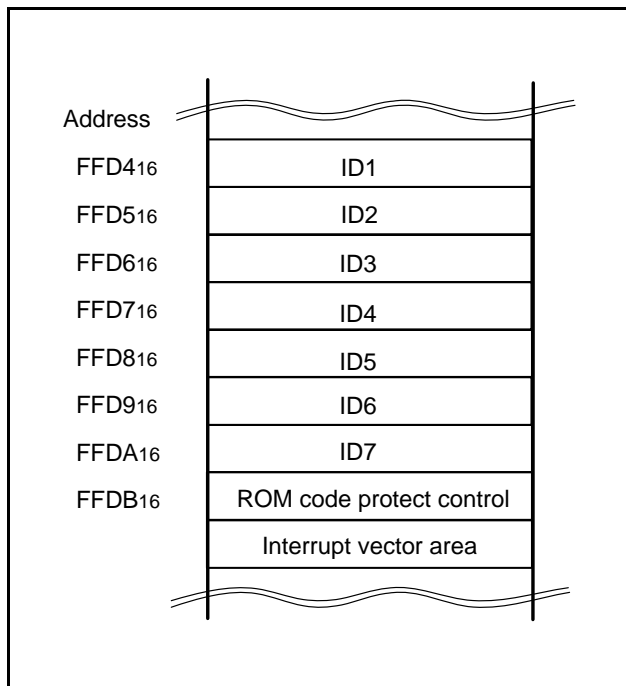 Address
FFD416 ID1
FFD516 ID2
FFD616 ID3
FFD716 ID4
FFD816 ID5
FFD916 ID6
FFDA16 ID7
FFDB16 ROM code protect control
Interrupt vector area